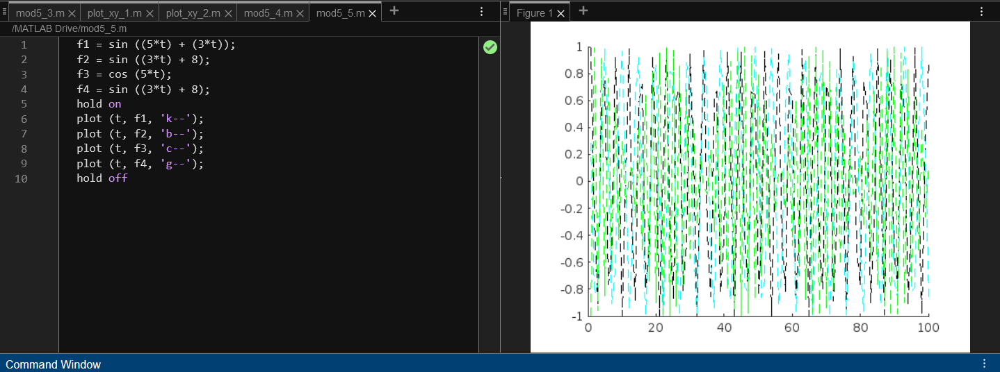 mod5_3.m plot_xy_1.m plot_xy_2.m mod5_4.m mod5_5.m
/MATLAB Drive/mod5_5.m
1 f1 = sin ((5*t) + (3*t));
2 f2 = sin ((3*t) + 8);
3 f3 = cos (5*t);
4 f4 = sin ((3*t) + 8);
5 hold on
6 plot (t, f1, 'k--');
7 plot (t, f2, 'b--');
8 plot (t, f3, 'c--');
9 plot (t, f4, 'g--');
10 hold off
Figure 1
1
0.8
0.6
0.4
0.2
0
-0.2
-0.4
-0.6
-0.8
-1
0 20 40 60 80 100
Command Window